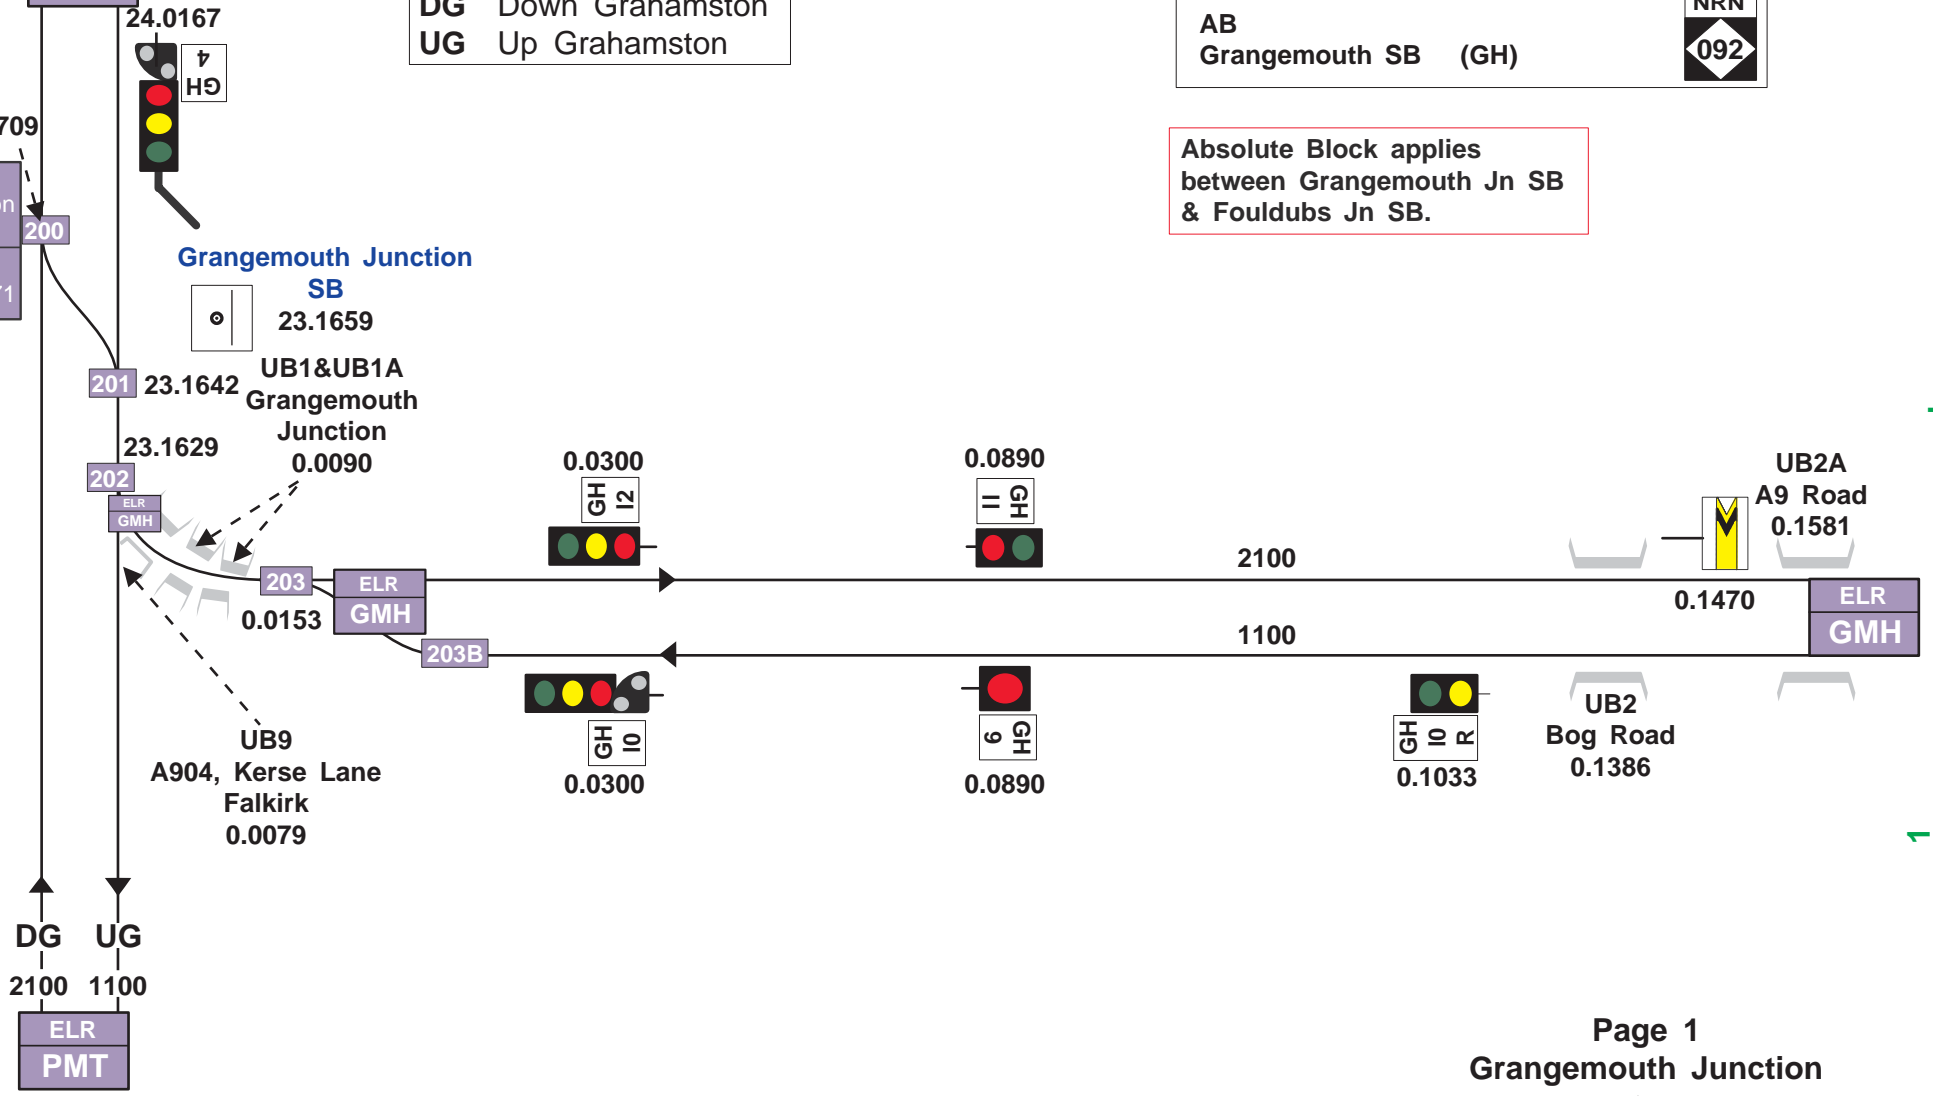 24.0167
4
GH
DG Down Grahamston
UG Up Grahamston
AB
Grangemouth SB (GH)
NRN
092
709
200
Absolute Block applies
between Grangemouth Jn SB
& Fouldubs Jn SB.
Grangemouth Junction
SB
23.1659
201
23.1642
UB1&UB1A
Grangemouth
Junction
0.0090
23.1629
202
ELR
GMH
0.0300
GH
I2
0.0890
GH
II
UB2A
A9 Road
0.1581
2100
203
0.0153
ELR
GMH
0.1470
ELR
GMH
1100
203B
GH
I0
0.0300
GH
9
0.0890
GH
I0
R
0.1033
UB2
Bog Road
0.1386
UB9
A904, Kerse Lane
Falkirk
0.0079
1
DG UG
2100 1100
ELR
PMT
Page 1
Grangemouth Junction